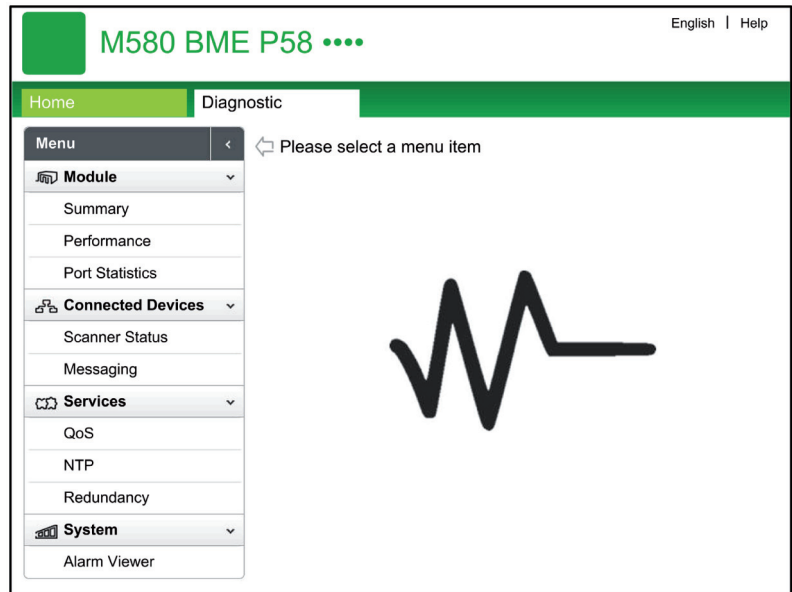 M580 BME P58 ••••
English | Help
Home
Diagnostic
Menu
Please select a menu item
Module
Summary
Performance
Port Statistics
Connected Devices
Scanner Status
Messaging
Services
QoS
NTP
Redundancy
System
Alarm Viewer